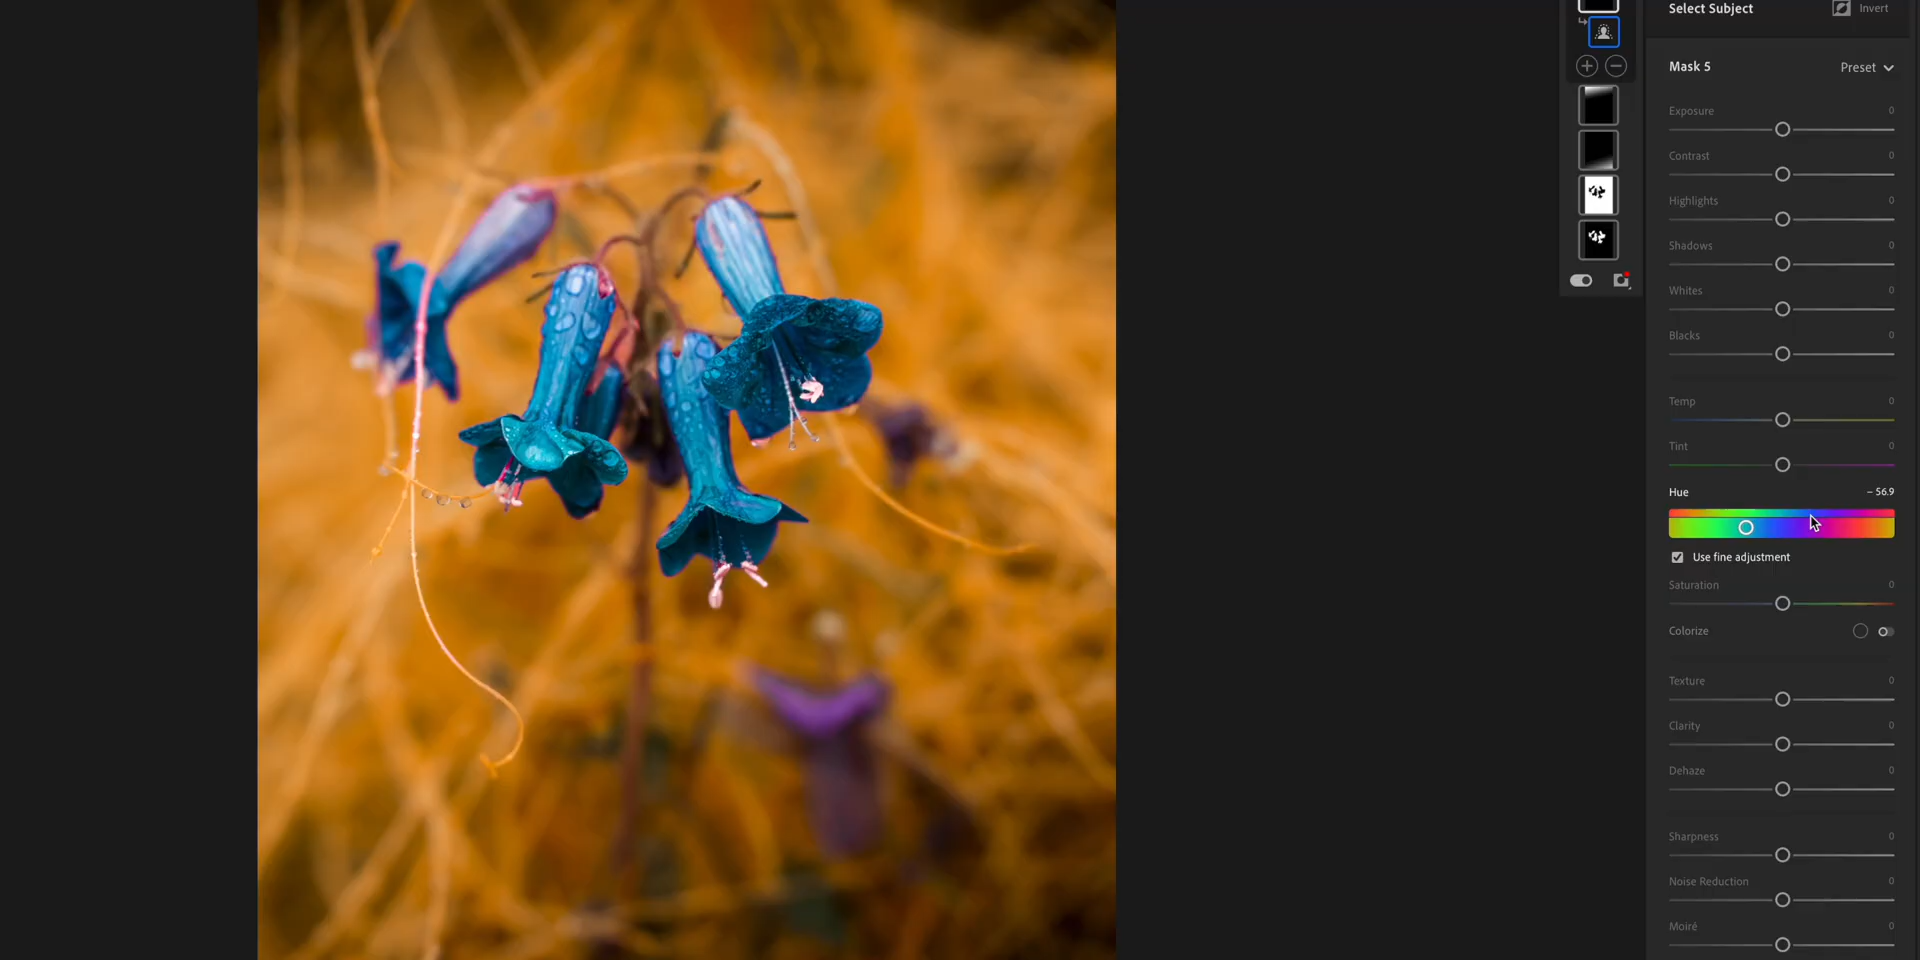 Select Subject Invert
Mask 5 Preset
Exposure 0
Contrast 0
Highlights 0
Shadows 0
Whites 0
Blacks 0
Temp 0
Tint 0
Hue – 56.9
Use fine adjustment
Saturation 0
Colorize
Texture 0
Clarity 0
Dehaze 0
Sharpness 0
Noise Reduction 0
Moiré 0